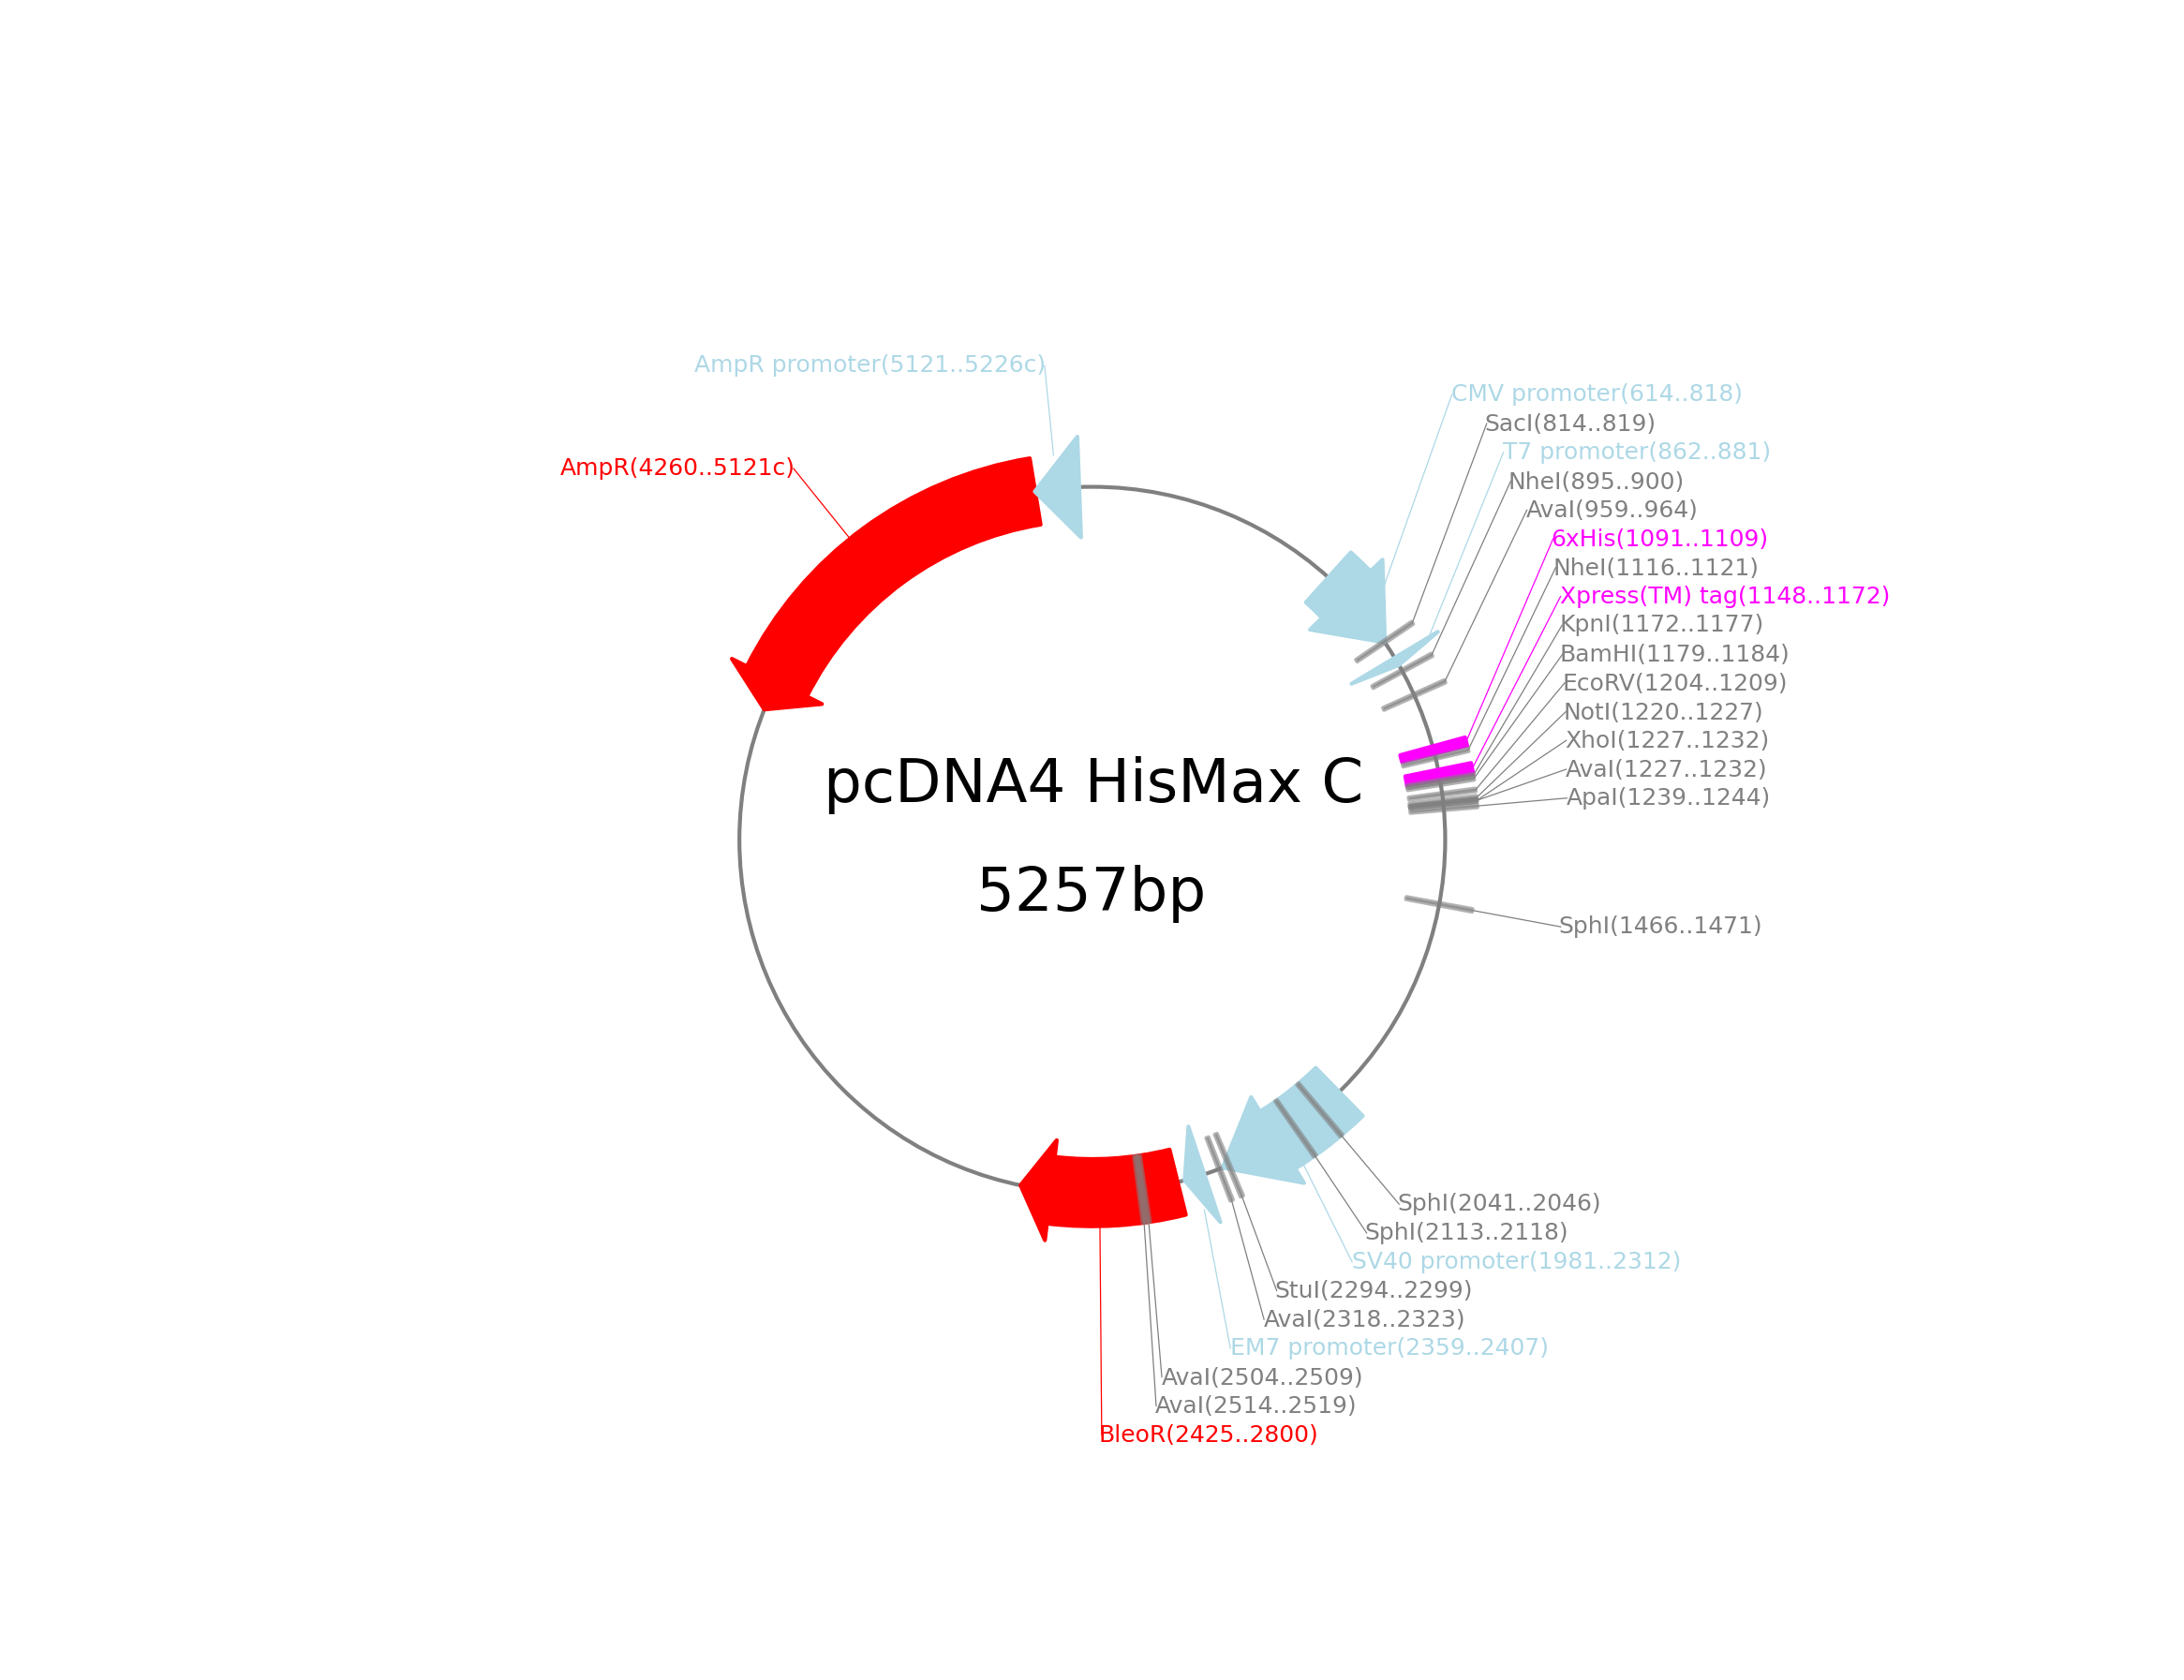 AmpR promoter(5121..5226c)
AmpR(4260..5121c)
CMV promoter(614..818)
SacI(814..819)
T7 promoter(862..881)
NheI(895..900)
AvaI(959..964)
6xHis(1091..1109)
NheI(1116..1121)
Xpress(TM) tag(1148..1172)
KpnI(1172..1177)
BamHI(1179..1184)
EcoRV(1204..1209)
NotI(1220..1227)
XhoI(1227..1232)
AvaI(1227..1232)
ApaI(1239..1244)
pcDNA4 HisMax C
5257bp
SphI(1466..1471)
SphI(2041..2046)
SphI(2113..2118)
SV40 promoter(1981..2312)
StuI(2294..2299)
AvaI(2318..2323)
EM7 promoter(2359..2407)
AvaI(2504..2509)
AvaI(2514..2519)
BleoR(2425..2800)